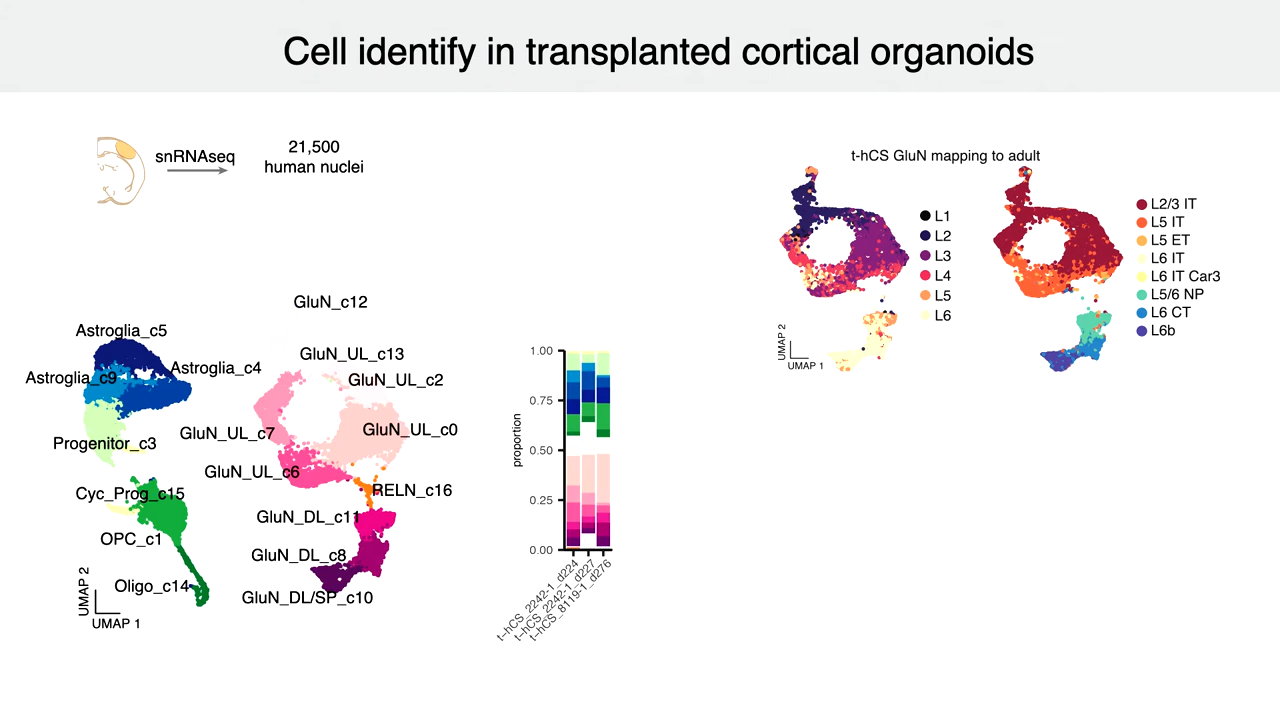 Cell identify in transplanted cortical organoids
snRNAseq
21,500
human nuclei
GluN_c12
Astroglia_c5
GluN_UL_c13
Astroglia_c4
Astroglia_c9
GluN_UL_c2
GluN_UL_c0
GluN_UL_c7
Progenitor_c3
GluN_UL_c6
RELN_c16
Cyc_Prog_c15
GluN_DL_c11
OPC_c1
GluN_DL_c8
Oligo_c14
GluN_DL/SP_c10
UMAP 2
UMAP 1
proportion
1.00
0.75
0.50
0.25
0.00
t-hCS_2242-1_d224
t-hCS_2242-1_d227
t-hCS_8119-1_d276
t-hCS GluN mapping to adult
L1
L2
L3
L4
L5
L6
UMAP 2
UMAP 1
L2/3 IT
L5 IT
L5 ET
L6 IT
L6 IT Car3
L5/6 NP
L6 CT
L6b